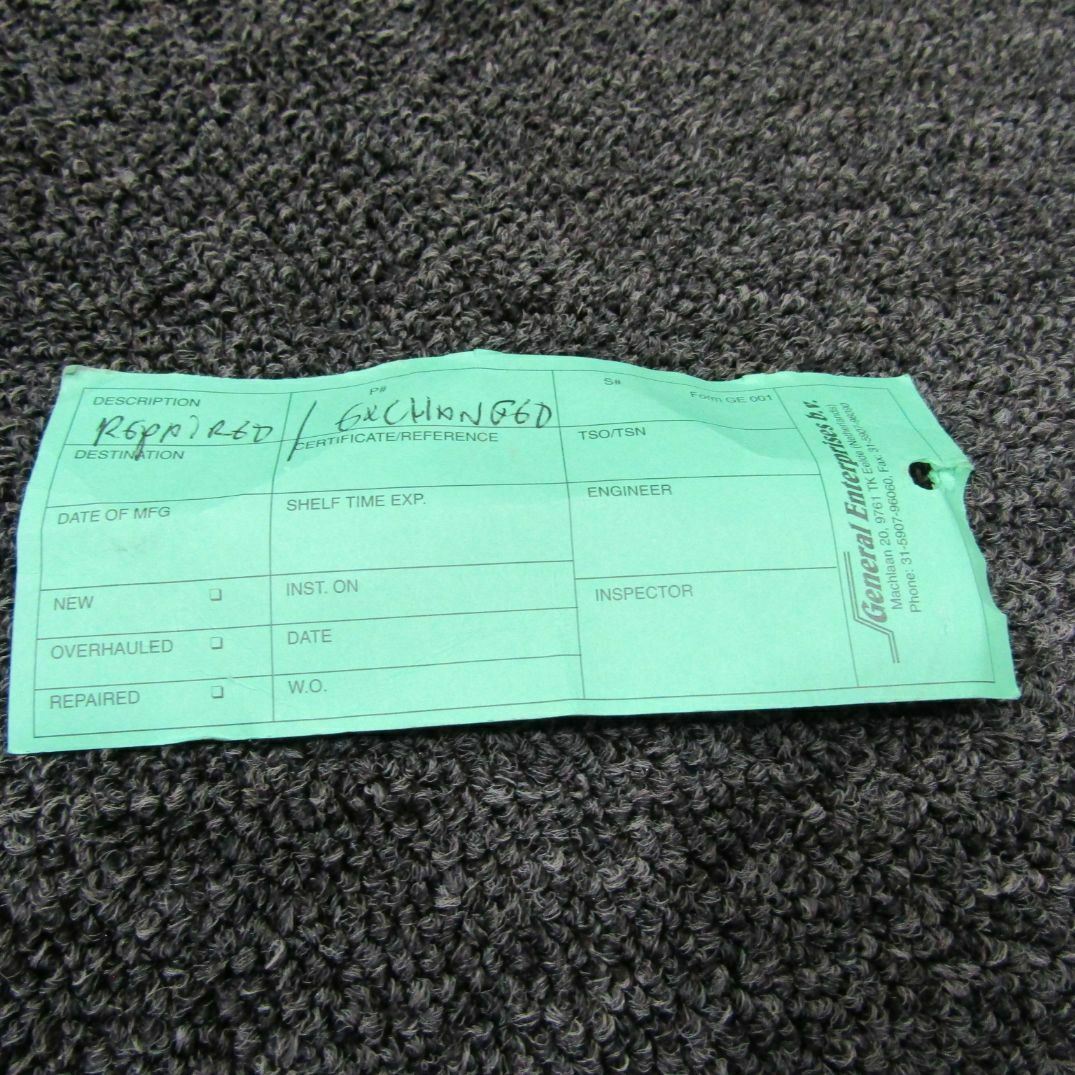 DESCRIPTION P# S# Form GE 001
REPAIRED / EXCHANGED
DESTINATION CERTIFICATE/REFERENCE TSO/TSN
DATE OF MFG SHELF TIME EXP. ENGINEER
NEW ❏ INST. ON INSPECTOR
OVERHAULED ❏ DATE
REPAIRED ❏ W.O.
General Enterprises b.v.
Machlaan 20, 9761 TK Eelde (Netherlands)
Phone: 31-5907-96060, Fax. 31-5907-96090